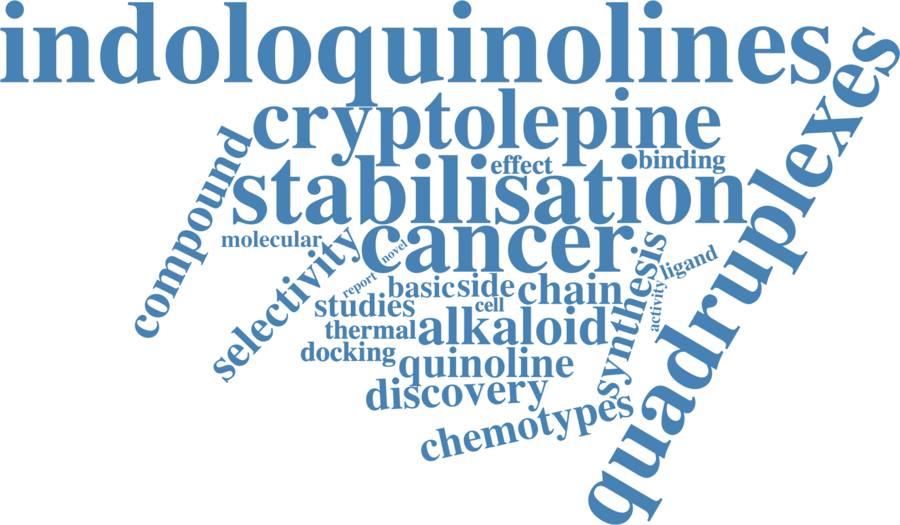 indoloquinolines
quadruplexes
cryptolepine
compound
effect
binding
stabilisation
molecular
cancer
novel
selectivity
synthesis
ligand
report
basic
side
chain
activity
studies
cell
thermal
alkaloid
docking
quinoline
discovery
chemotypes